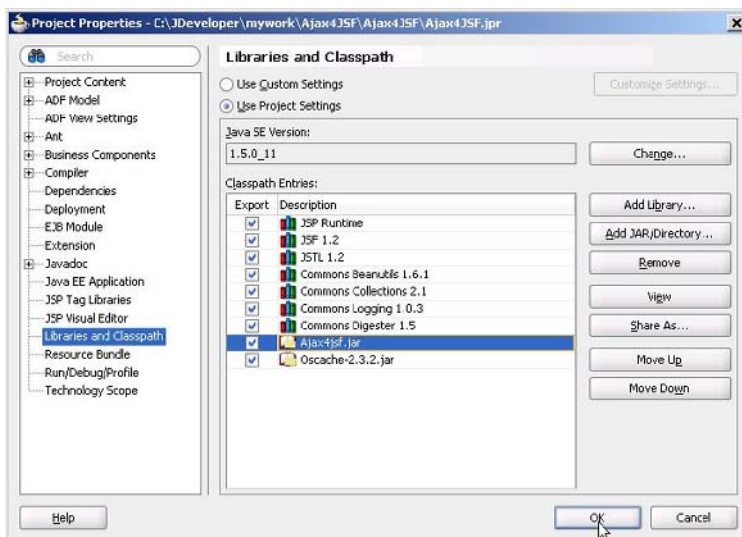 Project Properties - C:\JDeveloper\mywork\Ajax4JSF\Ajax4JSF\Ajax4JSF.jpr
Search
Project Content
ADF Model
ADF View Settings
Ant
Business Components
Compiler
Dependencies
Deployment
EJB Module
Extension
Javadoc
Java EE Application
JSP Tag Libraries
JSP Visual Editor
Libraries and Classpath
Resource Bundle
Run/Debug/Profile
Technology Scope
Libraries and Classpath
Use Custom Settings
Customize Settings...
Use Project Settings
Java SE Version:
1.5.0_11
Change...
Classpath Entries:
Export Description
JSP Runtime
JSF 1.2
JSTL 1.2
Commons Beanutils 1.6.1
Commons Collections 2.1
Commons Logging 1.0.3
Commons Digester 1.5
Ajax4jsf.jar
Oscache-2.3.2.jar
Add Library...
Add JAR/Directory...
Remove
View
Share As...
Move Up
Move Down
Help
OK
Cancel